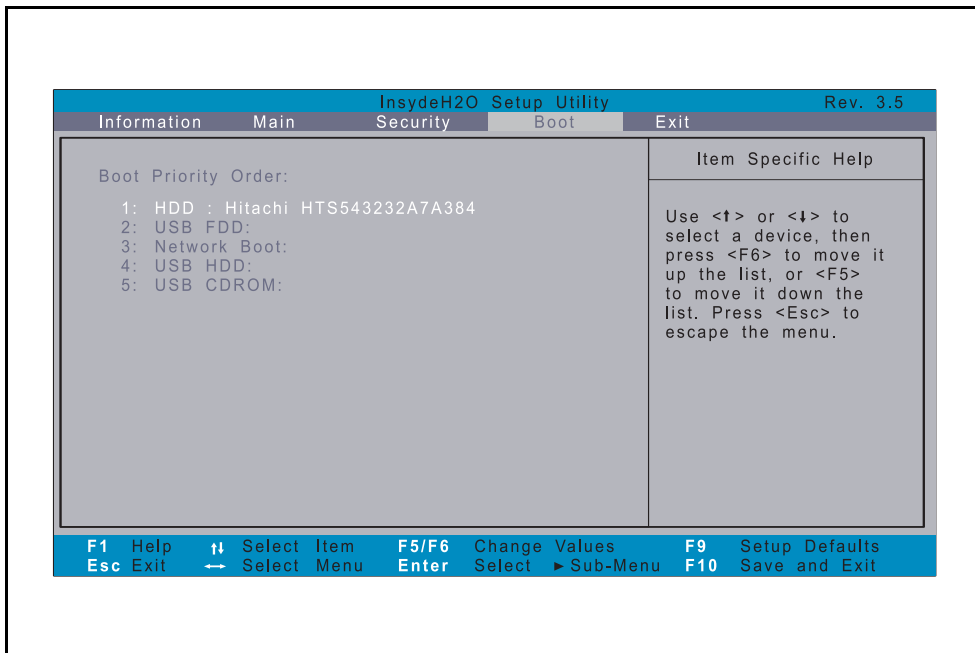 InsydeH2O Setup Utility Rev. 3.5
Information Main Security Boot Exit
Boot Priority Order:
1: HDD : Hitachi HTS543232A7A384
2: USB FDD:
3: Network Boot:
4: USB HDD:
5: USB CDROM:
Item Specific Help
Use <↑> or <↓> to
select a device, then
press <F6> to move it
up the list, or <F5>
to move it down the
list. Press <Esc> to
escape the menu.
F1 Help ↑↓ Select Item F5/F6 Change Values F9 Setup Defaults
Esc Exit ↔ Select Menu Enter Select ► Sub-Menu F10 Save and Exit